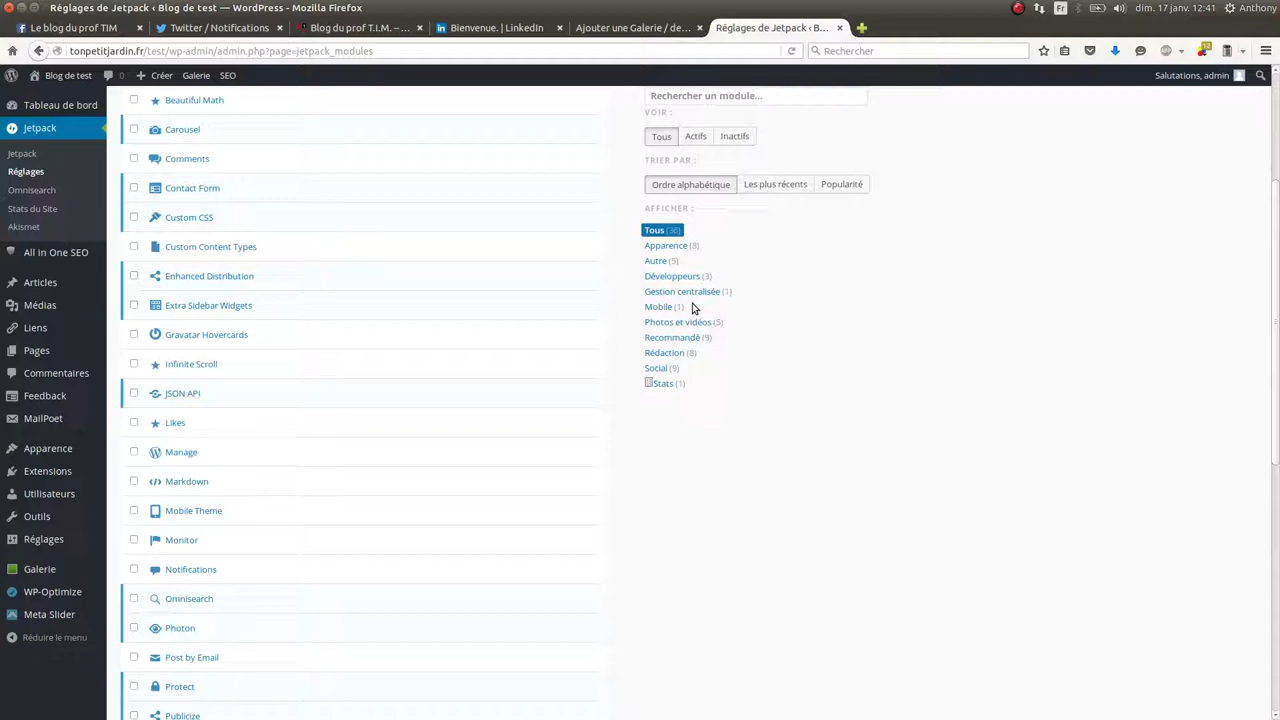 Réglages de Jetpack ‹ Blog de test — WordPress - Mozilla Firefox
Fr
dim. 17 janv. 12:41
Anthony
Le blog du prof TIM
Twitter / Notifications
Blog du prof T.I.M. –...
Bienvenue. | LinkedIn
Ajouter une Galerie / de...
Réglages de Jetpack ‹ B...
tonpetitjardin.fr/test/wp-admin/admin.php?page=jetpack_modules
Rechercher
Blog de test
0
Créer
Galerie
SEO
Salutations, admin
Tableau de bord
Jetpack
Jetpack
Réglages
Omnisearch
Stats du Site
Akismet
All in One SEO
Articles
Médias
Liens
Pages
Commentaires
Feedback
MailPoet
Apparence
Extensions
Utilisateurs
Outils
Réglages
Galerie
WP-Optimize
Meta Slider
Réduire le menu
Beautiful Math
Carousel
Comments
Contact Form
Custom CSS
Custom Content Types
Enhanced Distribution
Extra Sidebar Widgets
Gravatar Hovercards
Infinite Scroll
JSON API
Likes
Manage
Markdown
Mobile Theme
Monitor
Notifications
Omnisearch
Photon
Post by Email
Protect
Publicize
Rechercher un module...
VOIR :
Tous Actifs Inactifs
TRIER PAR :
Ordre alphabétique Les plus récents Popularité
AFFICHER :
Tous (36)
Apparence (8)
Autre (5)
Développeurs (3)
Gestion centralisée (1)
Mobile (1)
Photos et vidéos (5)
Recommandé (9)
Rédaction (8)
Social (9)
Stats (1)